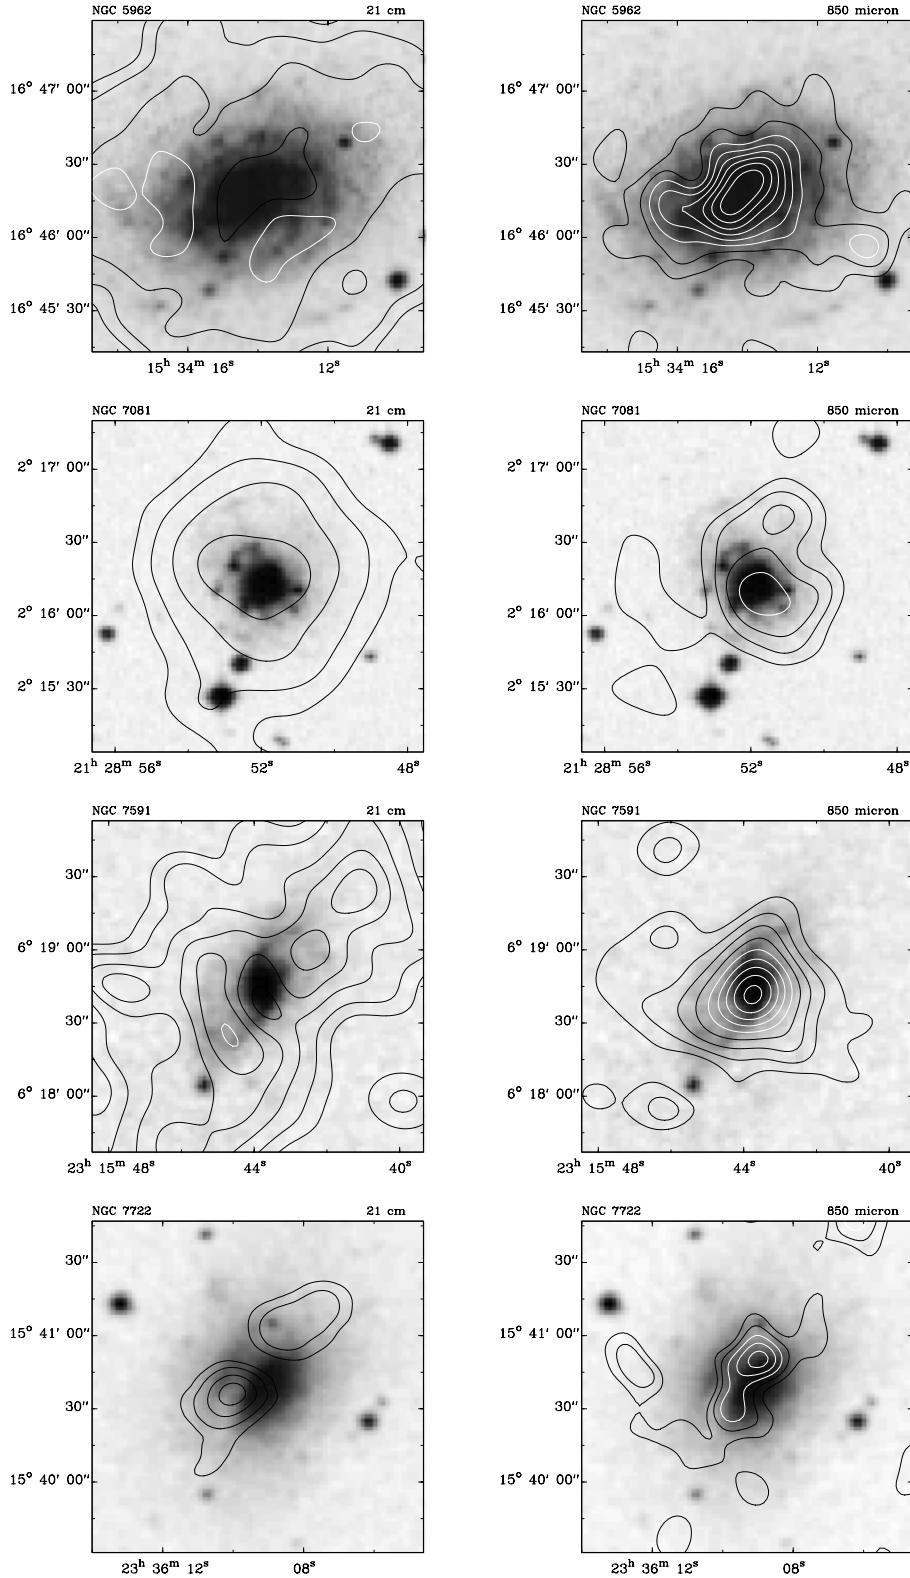 NGC 5962 21 cm NGC 5962 850 micron
16° 47' 00" 16° 47' 00"
30" 30"
16° 46' 00" 16° 46' 00"
16° 45' 30" 16° 45' 30"
15ʰ 34ᵐ 16ˢ 12ˢ 15ʰ 34ᵐ 16ˢ 12ˢ
NGC 7081 21 cm NGC 7081 850 micron
2° 17' 00" 2° 17' 00"
30" 30"
2° 16' 00" 2° 16' 00"
2° 15' 30" 2° 15' 30"
21ʰ 28ᵐ 56ˢ 52ˢ 48ˢ 21ʰ 28ᵐ 56ˢ 52ˢ 48ˢ
NGC 7591 21 cm NGC 7591 850 micron
30" 30"
6° 19' 00" 6° 19' 00"
30" 30"
6° 18' 00" 6° 18' 00"
23ʰ 15ᵐ 48ˢ 44ˢ 40ˢ 23ʰ 15ᵐ 48ˢ 44ˢ 40ˢ
NGC 7722 21 cm NGC 7722 850 micron
30" 30"
15° 41' 00" 15° 41' 00"
30" 30"
15° 40' 00" 15° 40' 00"
23ʰ 36ᵐ 12ˢ 08ˢ 23ʰ 36ᵐ 12ˢ 08ˢ